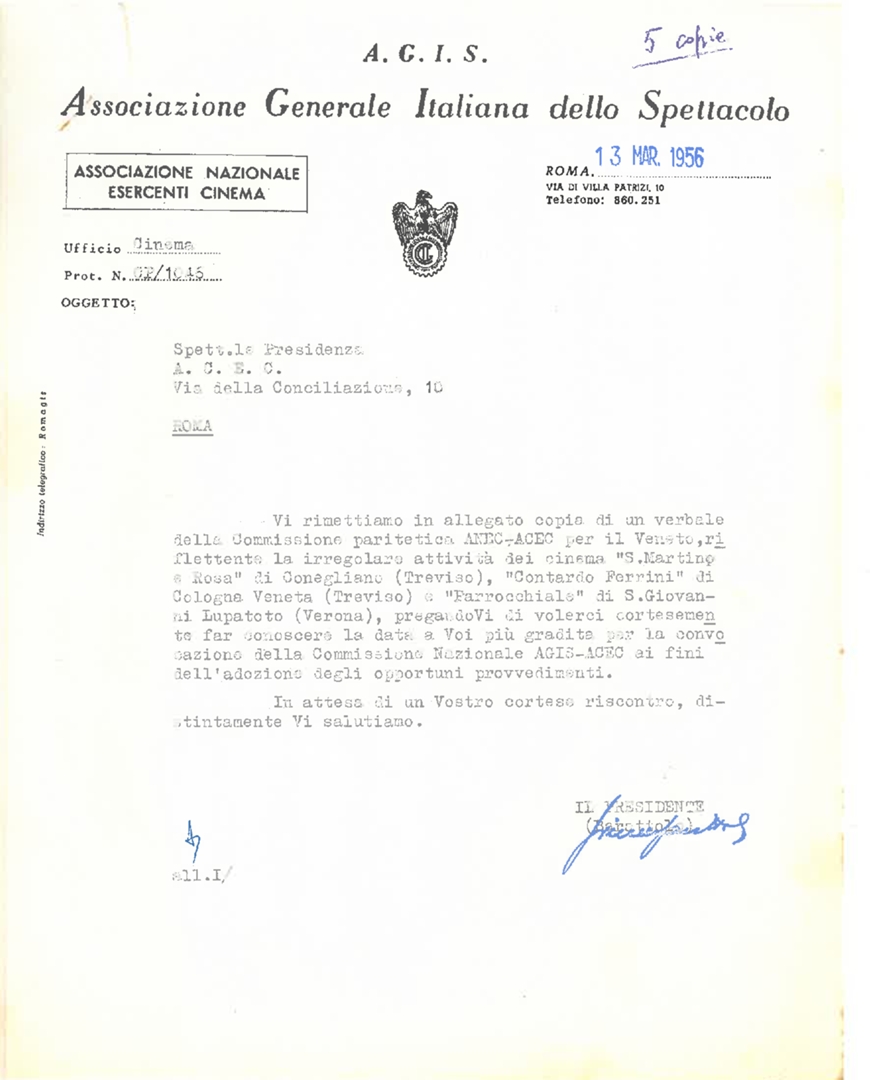 5 copie
A. G. I. S.
Associazione Generale Italiana dello Spettacolo
ASSOCIAZIONE NAZIONALE
ESERCENTI CINEMA
13 MAR. 1956
ROMA,
VIA DI VILLA PATRIZI, 10
Telefono: 860.251
Ufficio Cinema
Prot. N. /1046
OGGETTO:
Spett.le Presidenza
A. C. E. C.
Via della Conciliazione, 10
ROMA
Indirizzo telegrafico: Romagis
Vi rimettiamo in allegato copia di un verbale
della Commissione paritetica ANEC-ACEC per il Veneto,ri
flettente la irregolare attività dei cinema "S.Martino
e Rosa" di Conegliano (Treviso), "Contardo Ferrini" di
Cologna Veneta (Treviso) e "Parrocchiale" di S.Giovan-
ni Lupatoto (Verona), pregandoVi di volerci cortesemen
te far conoscere la data a Voi più gradita per la convo
cazione della Commissione Nazionale AGIS-ACEC ai fini
dell'adozione degli opportuni provvedimenti.
In attesa di un Vostro cortese riscontro, di-
stintamente Vi salutiamo.
IL PRESIDENTE
all.I/